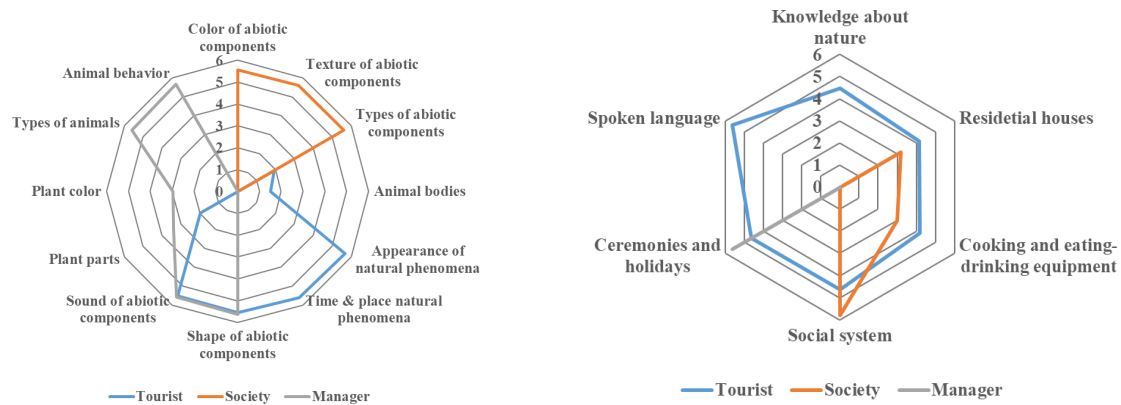 Color of abiotic
components
Texture of abiotic
components
Types of abiotic
components
Animal bodies
Appearance of
natural phenomena
Time & place natural
phenomena
Shape of abiotic
components
Sound of abiotic
components
Plant parts
Plant color
Types of animals
Animal behavior
6
5
4
3
2
1
0
Tourist
Society
Manager
Knowledge about
nature
Residetial houses
Cooking and eating-
drinking equipment
Social system
Ceremonies and
holidays
Spoken language
6
5
4
3
2
1
0
Tourist
Society
Manager